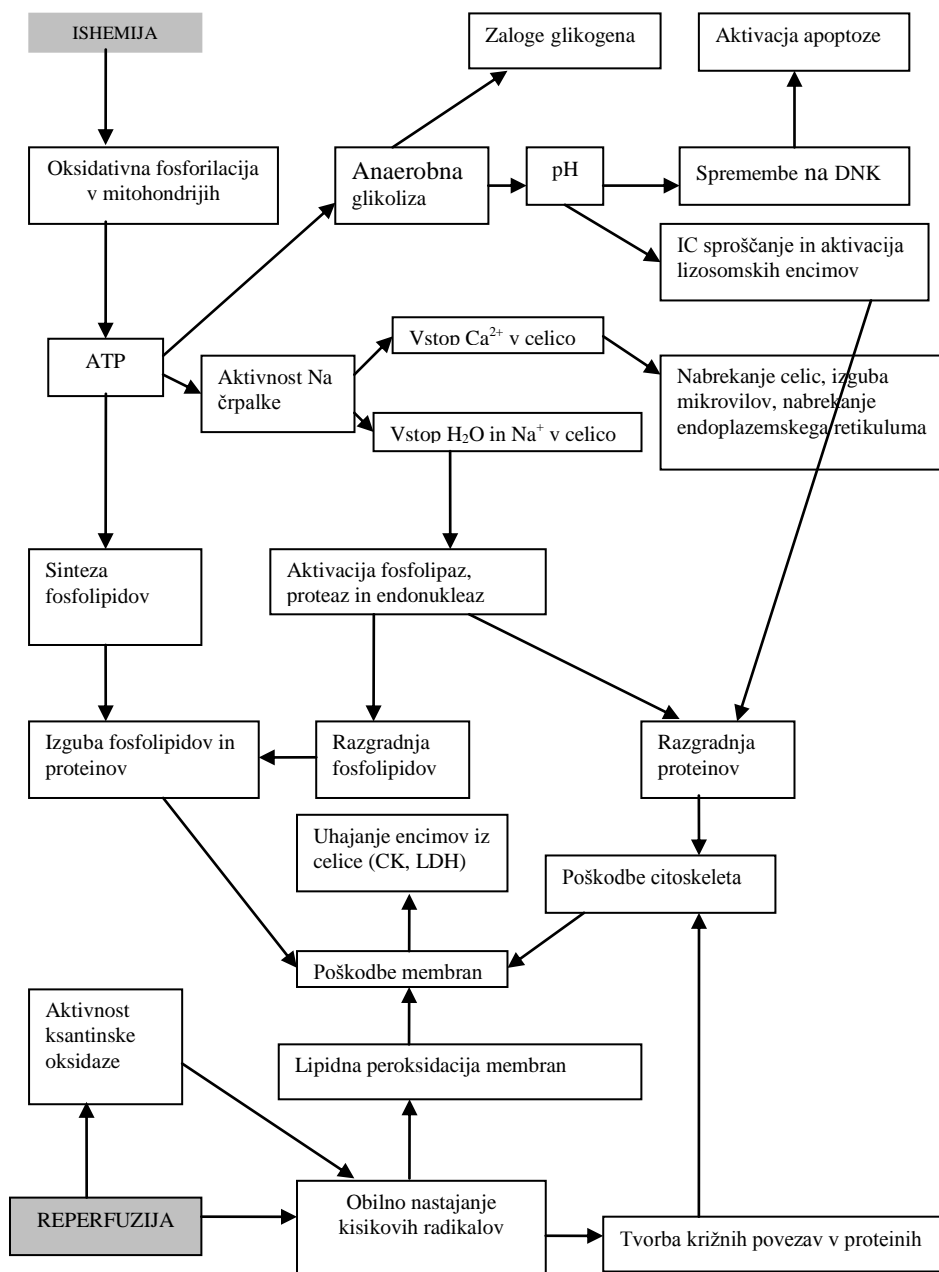 ISHEMIJA
Zaloge glikogena
Aktivacja apoptoze
Oksidativna fosforilacija
v mitohondrijih
Anaerobna
glikoliza
pH
Spremembe na DNK
IC sproščanje in aktivacija
lizosomskih encimov
ATP
Aktivnost Na
črpalke
Vstop Ca²⁺ v celico
Nabrekanje celic, izguba
mikrovilov, nabrekanje
endoplazemskega retikuluma
Vstop H₂O in Na⁺ v celico
Sinteza
fosfolipidov
Aktivacija fosfolipaz,
proteaz in endonukleaz
Izguba fosfolipidov in
proteinov
Razgradnja
fosfolipidov
Razgradnja
proteinov
Uhajanje encimov iz
celice (CK, LDH)
Poškodbe citoskeleta
Poškodbe membran
Aktivnost
ksantinske
oksidaze
Lipidna peroksidacija membran
REPERFUZIJA
Obilno nastajanje
kisikovih radikalov
Tvorba križnih povezav v proteinih